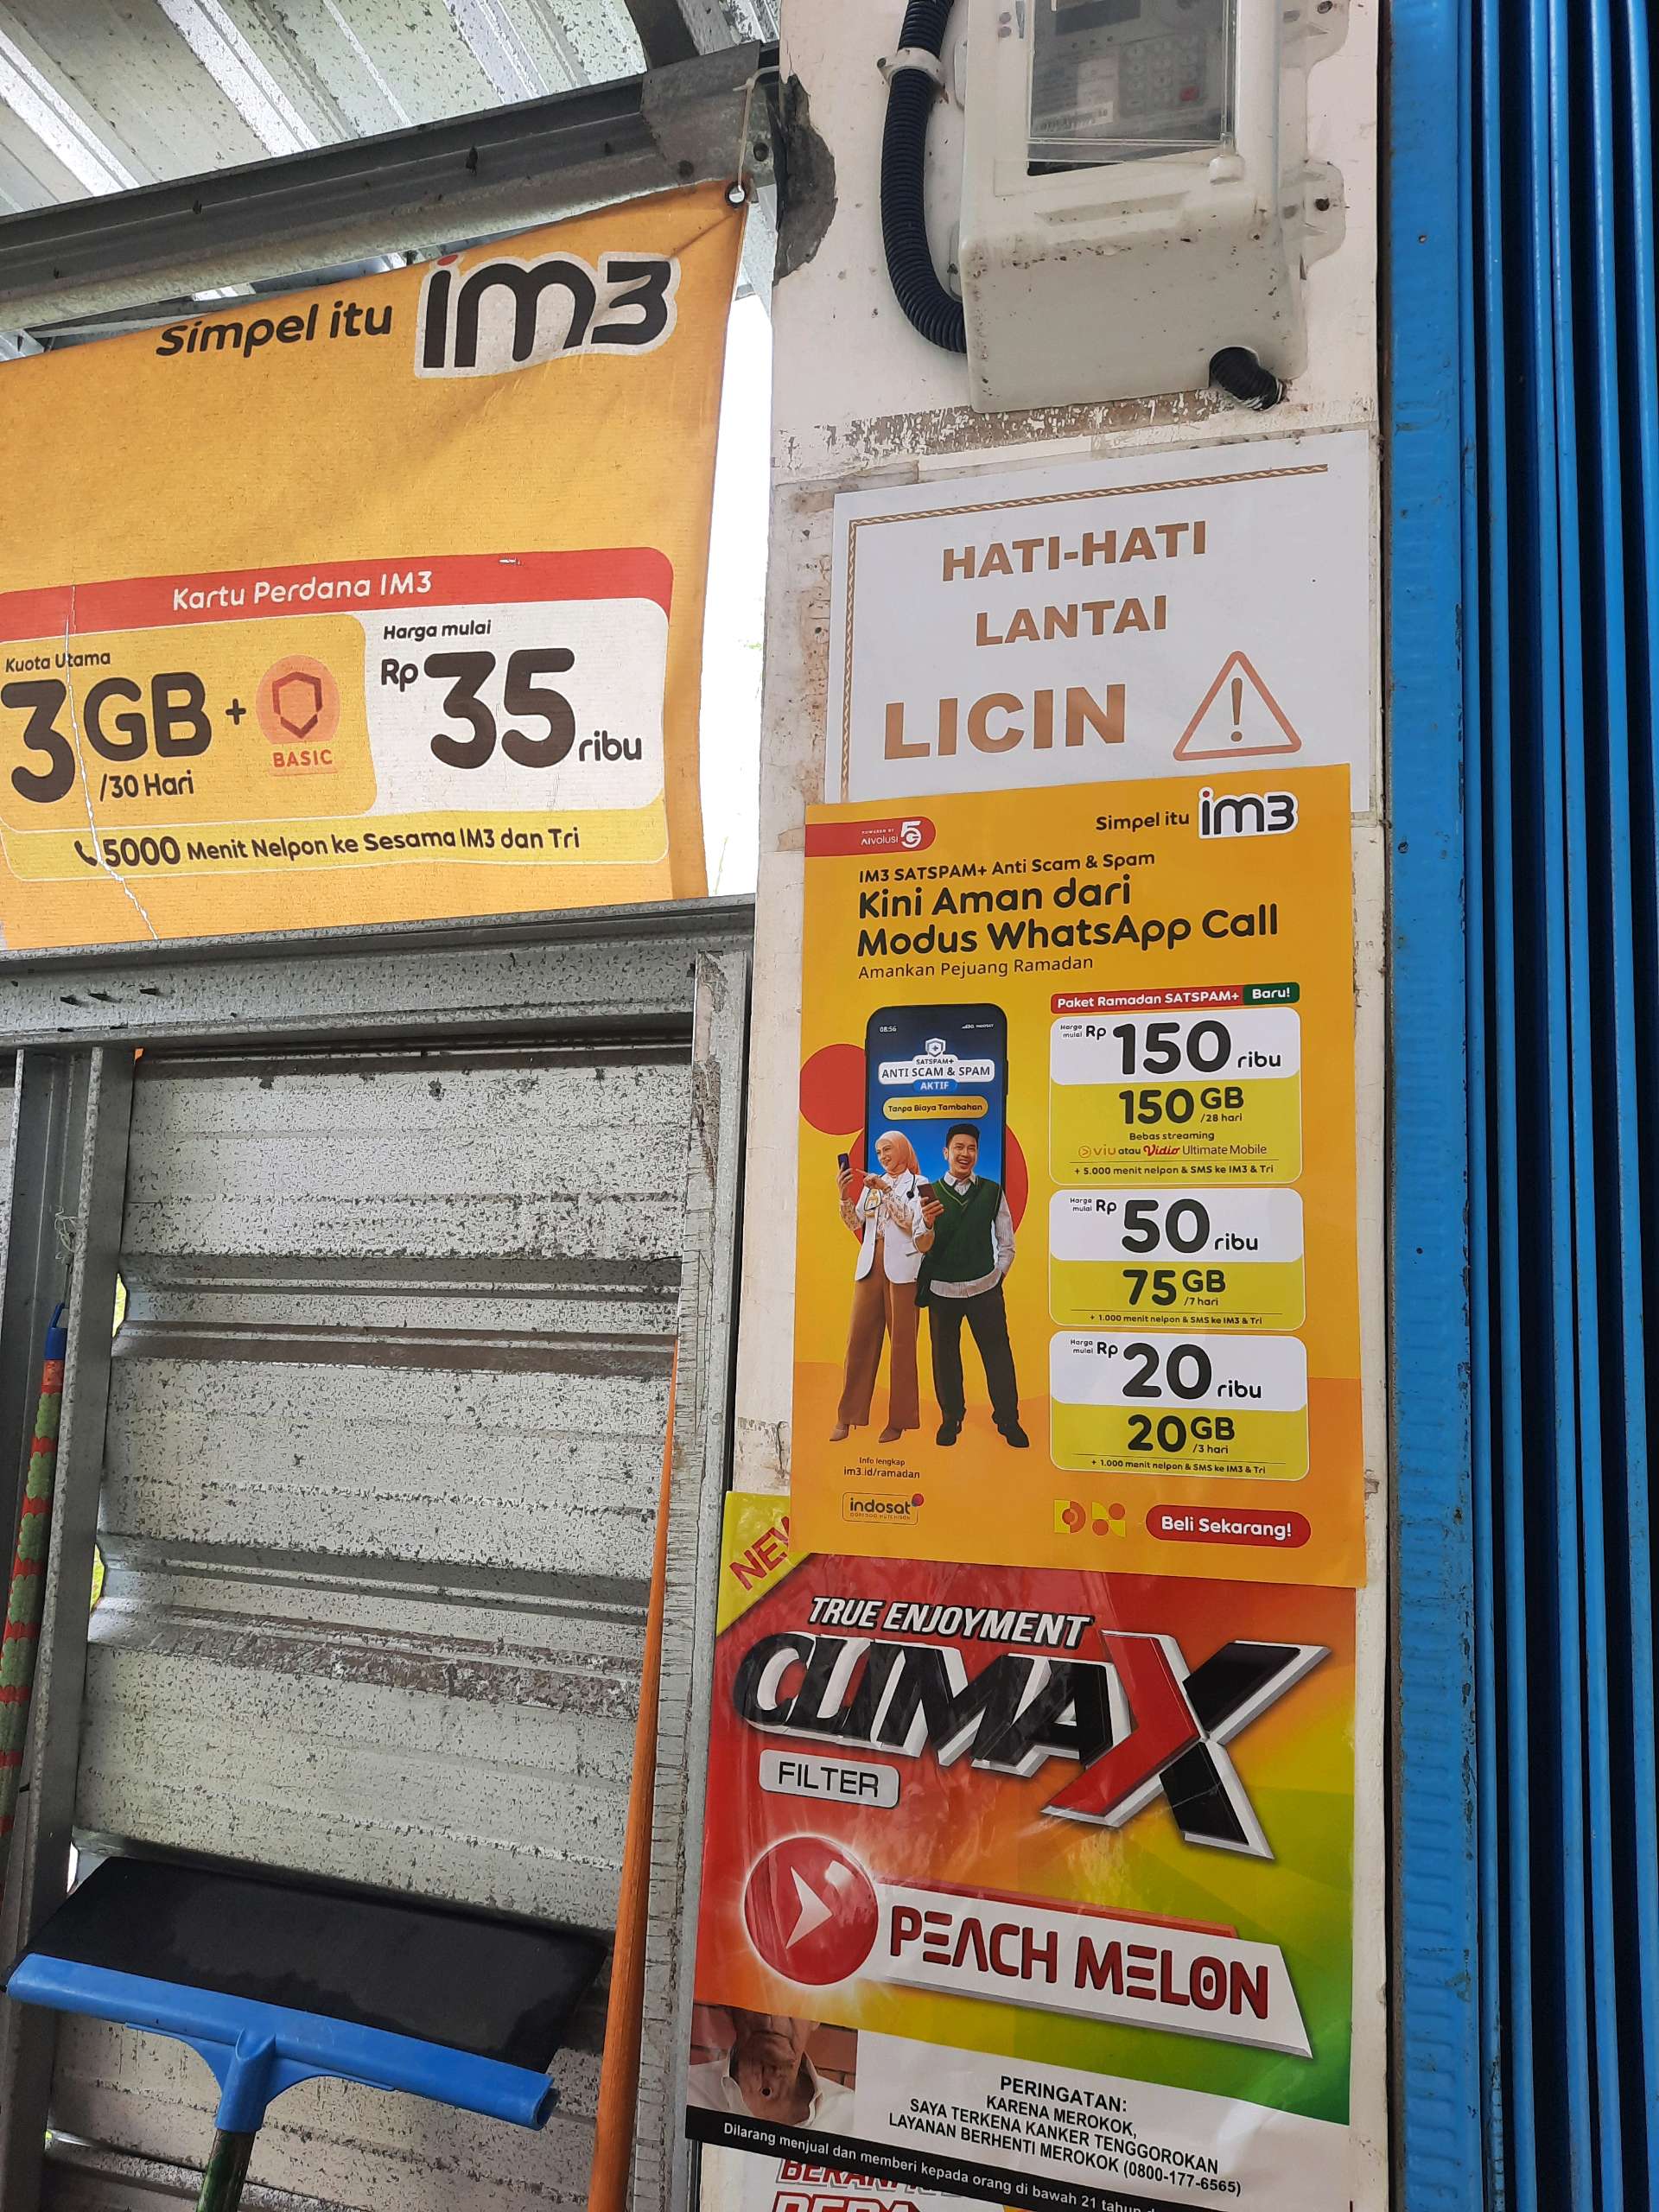 Simpel itu im3
Kartu Perdana IM3
Kuota Utama
3GB
/30 Hari
+
BASIC
Harga mulai
Rp 35 ribu
5000 Menit Nelpon ke Sesama IM3 dan Tri
HATI-HATI
LANTAI
LICIN
!
POWERED BY
AIvolusi 5G
Simpel itu im3
IM3 SATSPAM+ Anti Scam & Spam
Kini Aman dari
Modus WhatsApp Call
Amankan Pejuang Ramadan
08:56
SATSPAM+
ANTI SCAM & SPAM
AKTIF
Tanpa Biaya Tambahan
Paket Ramadan SATSPAM+ Baru!
Harga mulai Rp 150 ribu
150 GB
/28 hari
Bebas streaming
viu atau Vidio Ultimate Mobile
+ 5.000 menit nelpon & SMS ke IM3 & Tri
Harga mulai Rp 50 ribu
75 GB
/7 hari
+ 1.000 menit nelpon & SMS ke IM3 & Tri
Harga mulai Rp 20 ribu
20 GB
/3 hari
+ 1.000 menit nelpon & SMS ke IM3 & Tri
Info lengkap
im3.id/ramadan
indosat
Beli Sekarang!
NEW
TRUE ENJOYMENT
CLIMAX
FILTER
PEACH MELON
PERINGATAN:
KARENA MEROKOK,
SAYA TERKENA KANKER TENGGOROKAN
LAYANAN BERHENTI MEROKOK (0800-177-6565)
Dilarang menjual dan memberi kepada orang di bawah 21 tahun